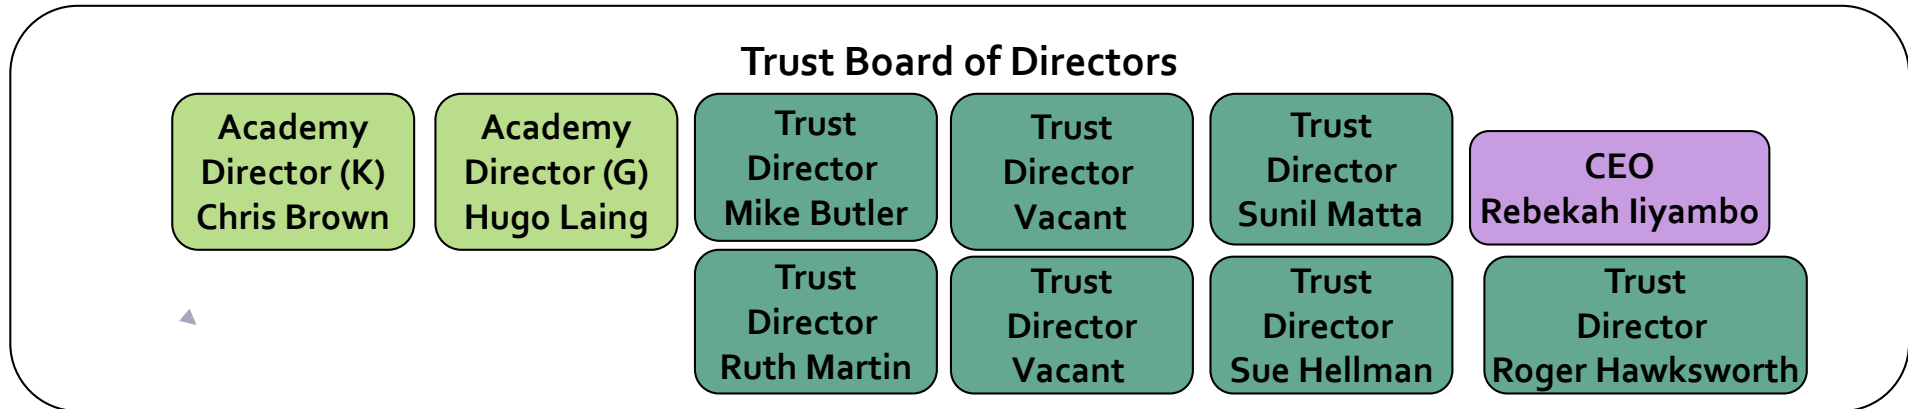 Trust Board of Directors
Academy
Director (K)
Chris Brown
Academy
Director (G)
Hugo Laing
Trust
Director
Mike Butler
Trust
Director
Vacant
Trust
Director
Sunil Matta
CEO
Rebekah Iiyambo
Trust
Director
Ruth Martin
Trust
Director
Vacant
Trust
Director
Sue Hellman
Trust
Director
Roger Hawksworth